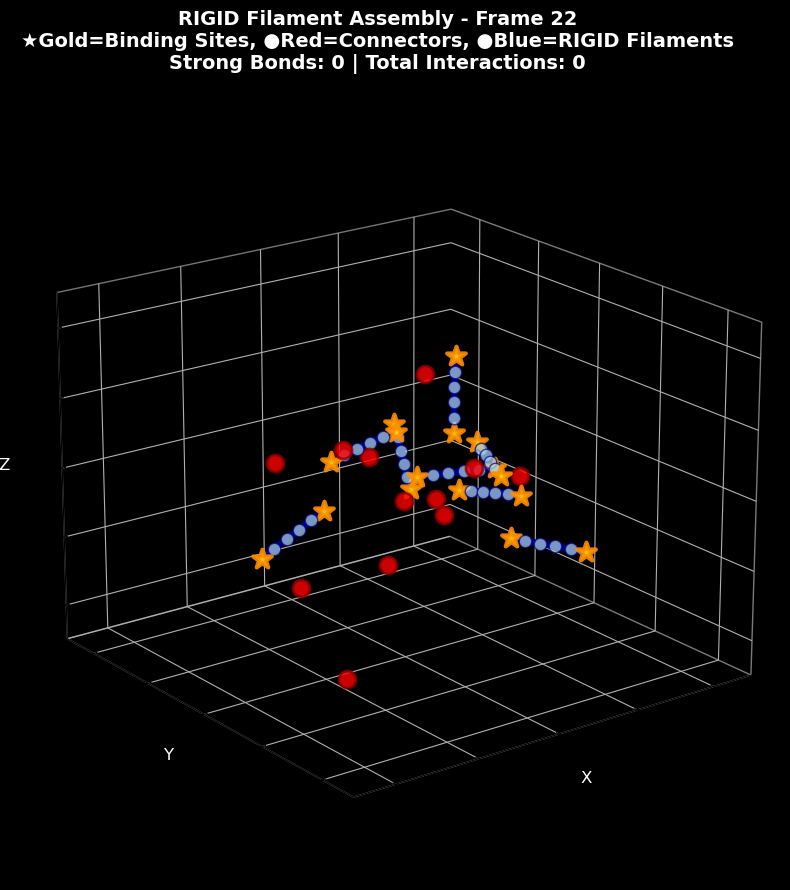 RIGID Filament Assembly - Frame 22
★Gold=Binding Sites, ●Red=Connectors, ●Blue=RIGID Filaments
Strong Bonds: 0 | Total Interactions: 0
Z
Y
X